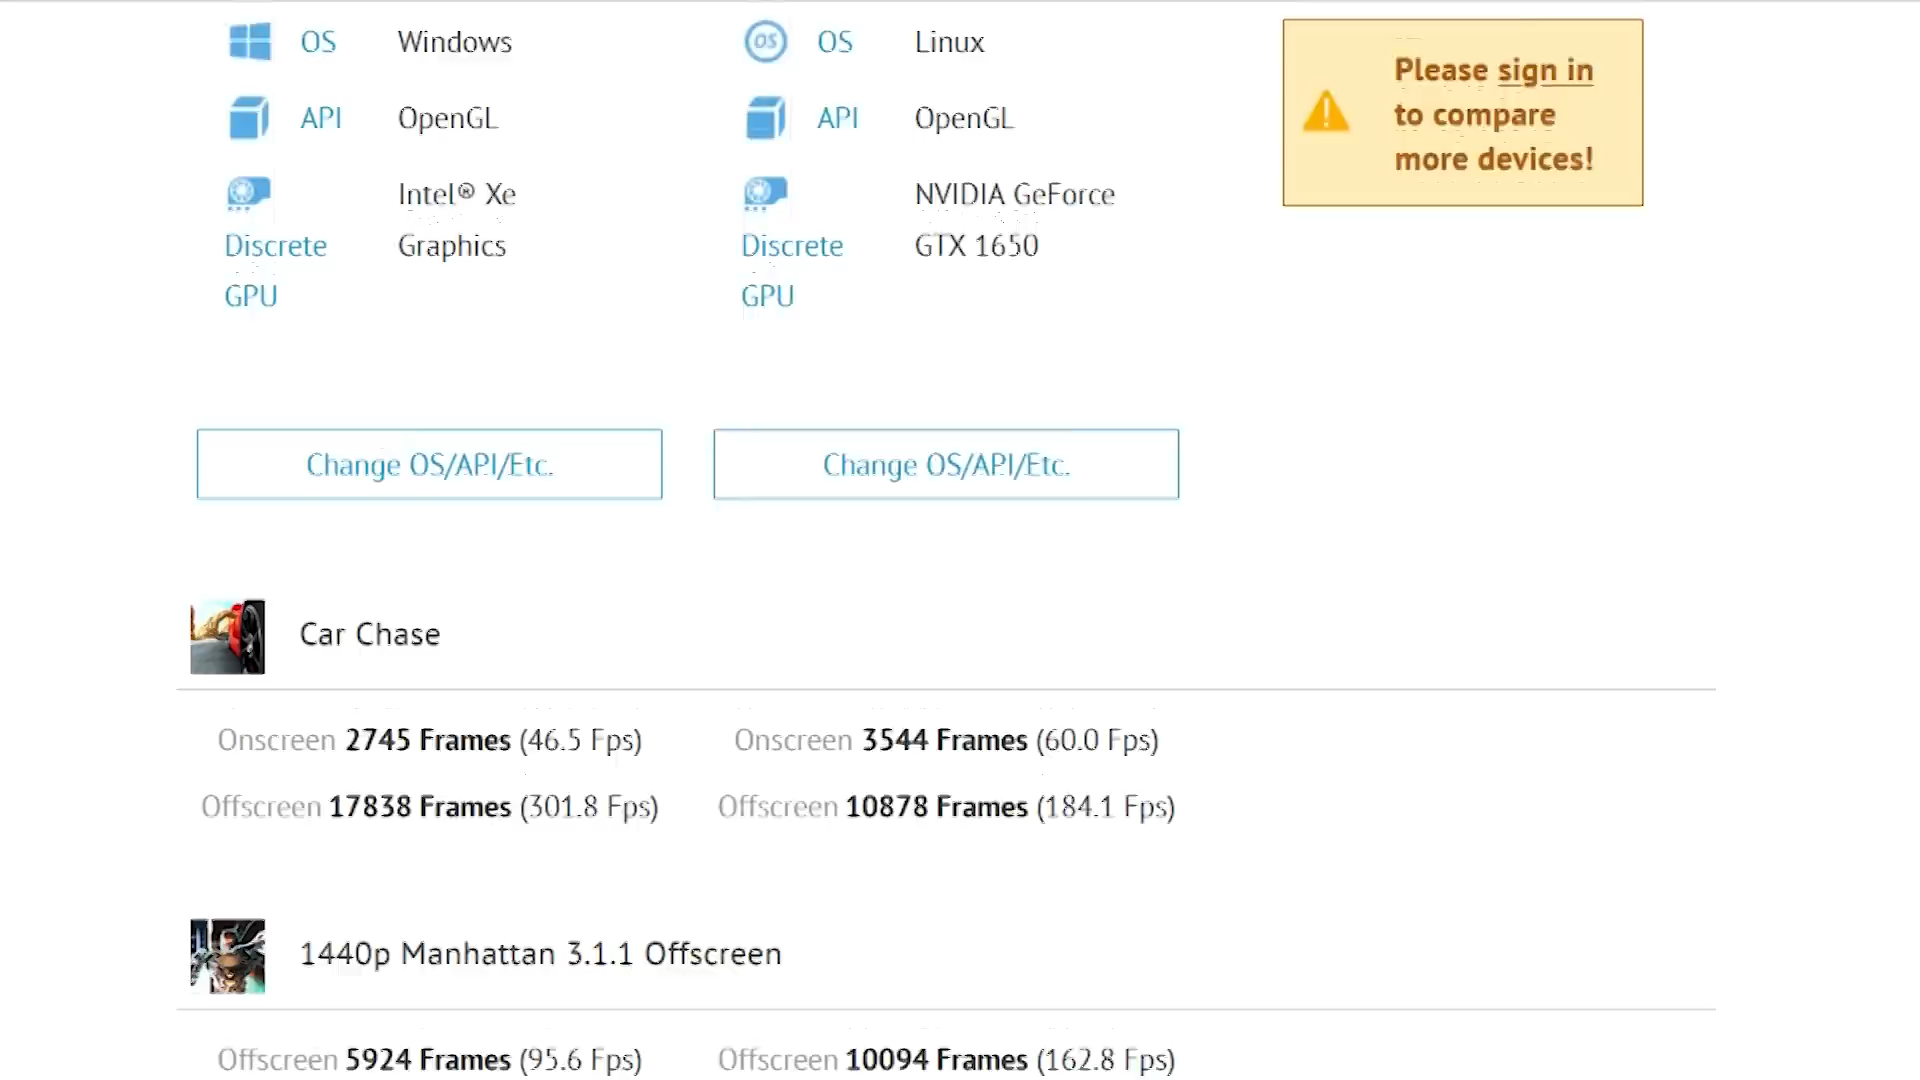 OS Windows OS Linux
API OpenGL API OpenGL
Intel® Xe NVIDIA GeForce
Discrete Graphics Discrete GTX 1650
GPU GPU
Please sign in
to compare
more devices!
Change OS/API/Etc. Change OS/API/Etc.
Car Chase
Onscreen 2745 Frames (46.5 Fps) Onscreen 3544 Frames (60.0 Fps)
Offscreen 17838 Frames (301.8 Fps) Offscreen 10878 Frames (184.1 Fps)
1440p Manhattan 3.1.1 Offscreen
Offscreen 5924 Frames (95.6 Fps) Offscreen 10094 Frames (162.8 Fps)